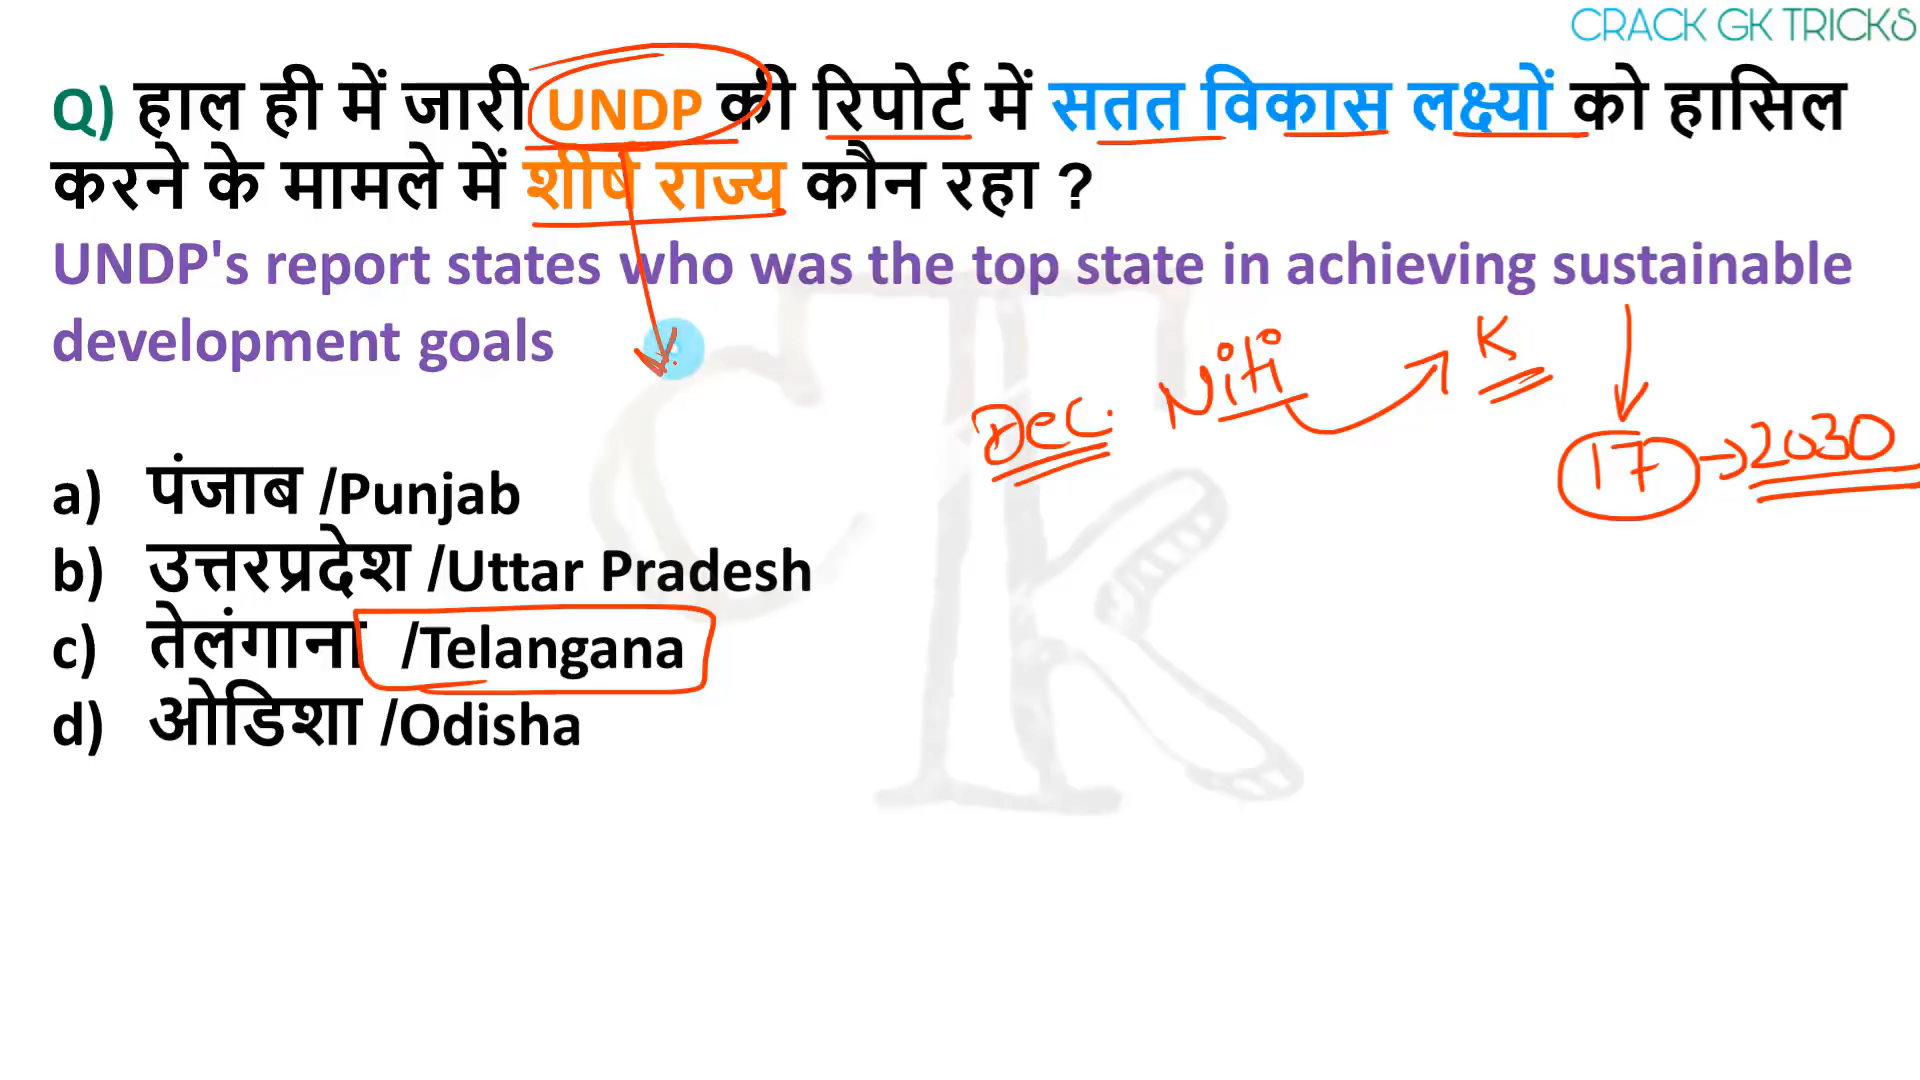 CRACK GK TRICKS
Q) हाल ही में जारी UNDP की रिपोर्ट में सतत विकास लक्ष्यों को हासिल
करने के मामले में शीर्ष राज्य कौन रहा ?
UNDP's report states who was the top state in achieving sustainable
development goals
Dec. Niti K
17 → 2030
a) पंजाब /Punjab
b) उत्तरप्रदेश /Uttar Pradesh
c) तेलंगाना /Telangana
d) ओडिशा /Odisha
CTK